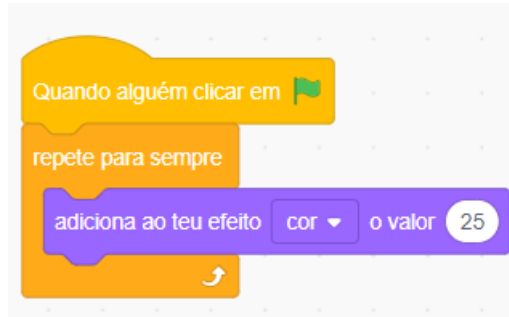 Quando alguém clicar em
repete para sempre
adiciona ao teu efeito cor o valor 25